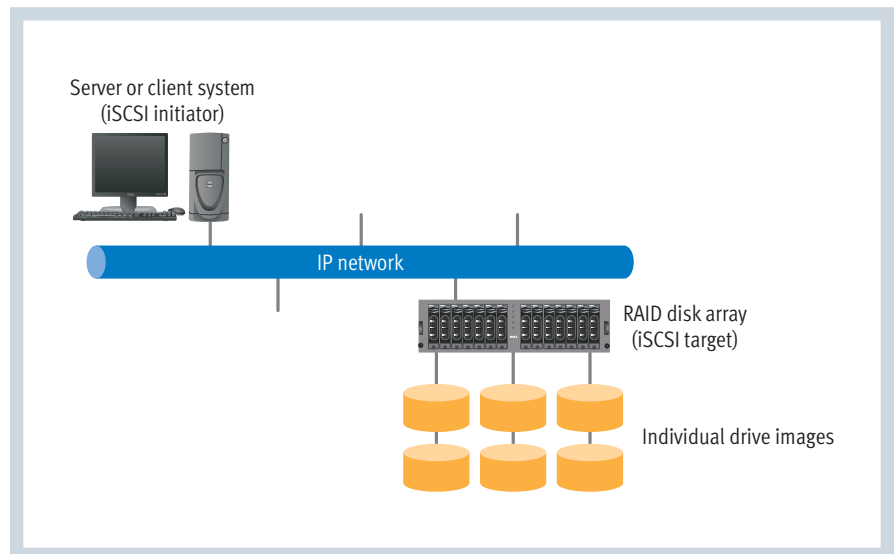 Server or client system
(iSCSI initiator)
IP network
RAID disk array
(iSCSI target)
Individual drive images